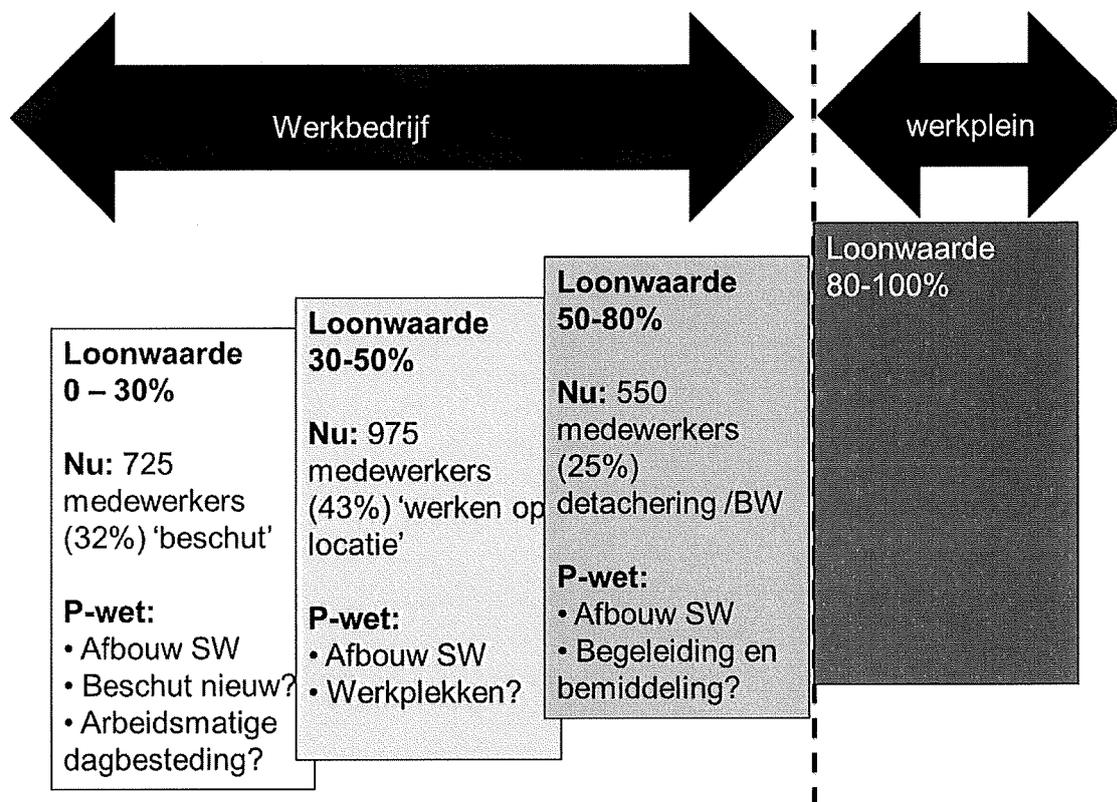 Werkbedrijf
werkplein
Loonwaarde
0 – 30%
Nu: 725
medewerkers
(32%) ‘beschut’
P-wet:
• Afbouw SW
• Beschut nieuw?
• Arbeidsmatige
dagbesteding?
Loonwaarde
30-50%
Nu: 975
medewerkers
(43%) ‘werken op
locatie’
P-wet:
• Afbouw SW
• Werkplekken?
Loonwaarde
50-80%
Nu: 550
medewerkers
(25%)
detachering /BW
P-wet:
• Afbouw SW
• Begeleiding en
bemiddeling?
Loonwaarde
80-100%